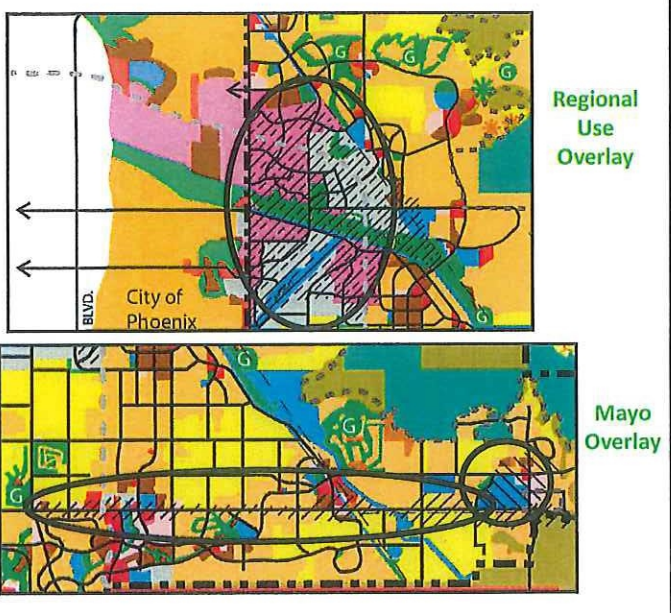 G
G
G
Regional
Use
Overlay
BLVD.
City of
Phoenix
G
G
G
G
Mayo
Overlay